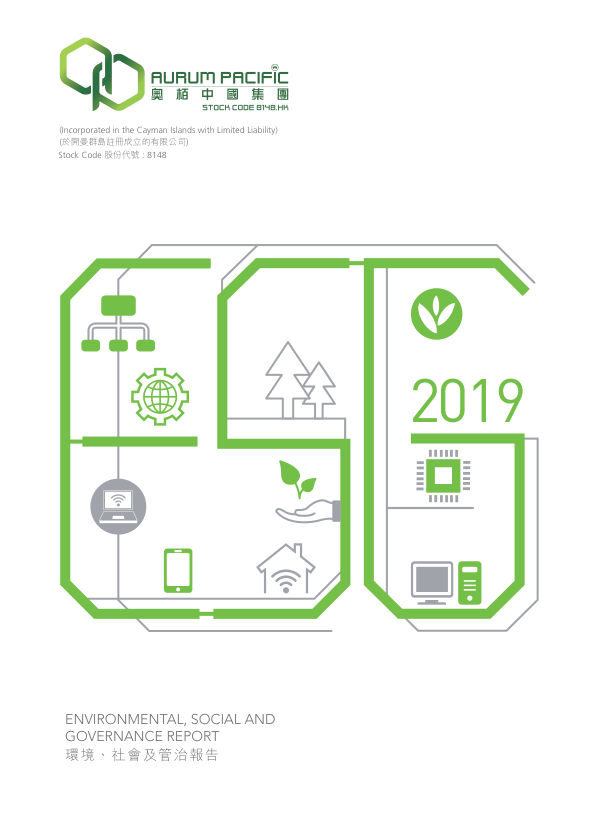 AURUM PACIFIC
奧栢中國集團
STOCK CODE 8148.HK
(Incorporated in the Cayman Islands with Limited Liability)
(於開曼群島註冊成立的有限公司)
Stock Code 股份代號 : 8148
ESG
2019
ENVIRONMENTAL, SOCIAL AND
GOVERNANCE REPORT
環境、社會及管治報告